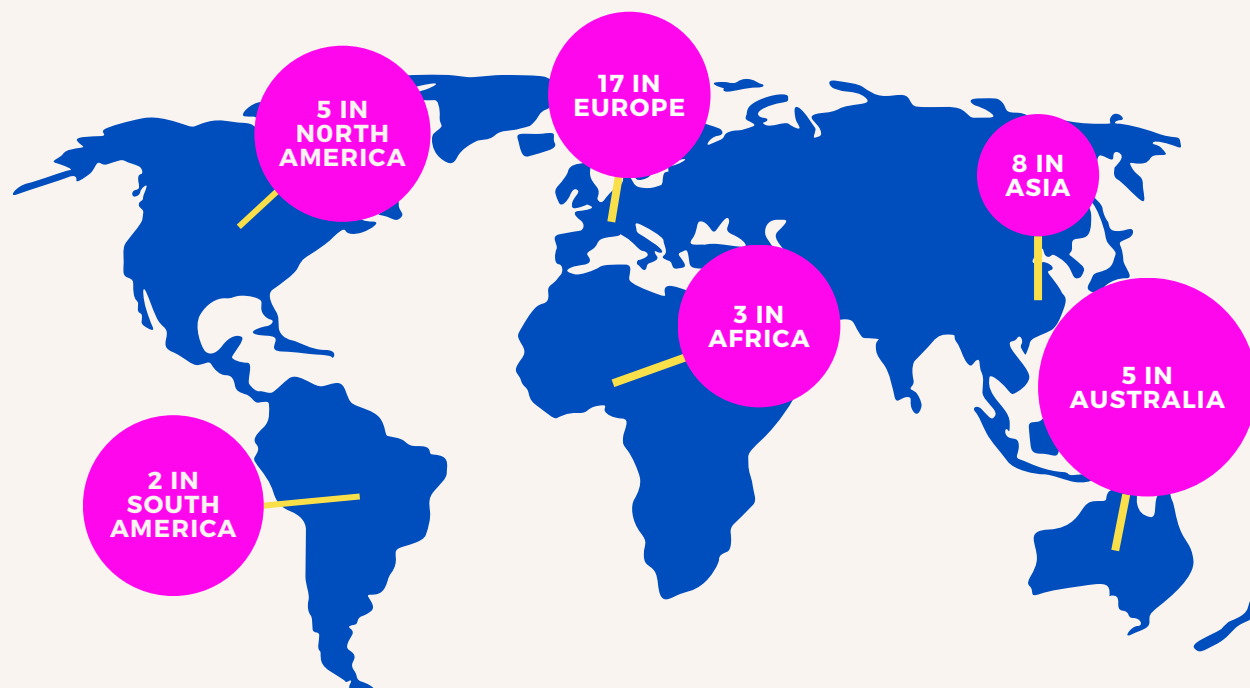 17 IN
EUROPE
5 IN
N0RTH
AMERICA
8 IN
ASIA
3 IN
AFRICA
5 IN
AUSTRALIA
2 IN
SOUTH
AMERICA